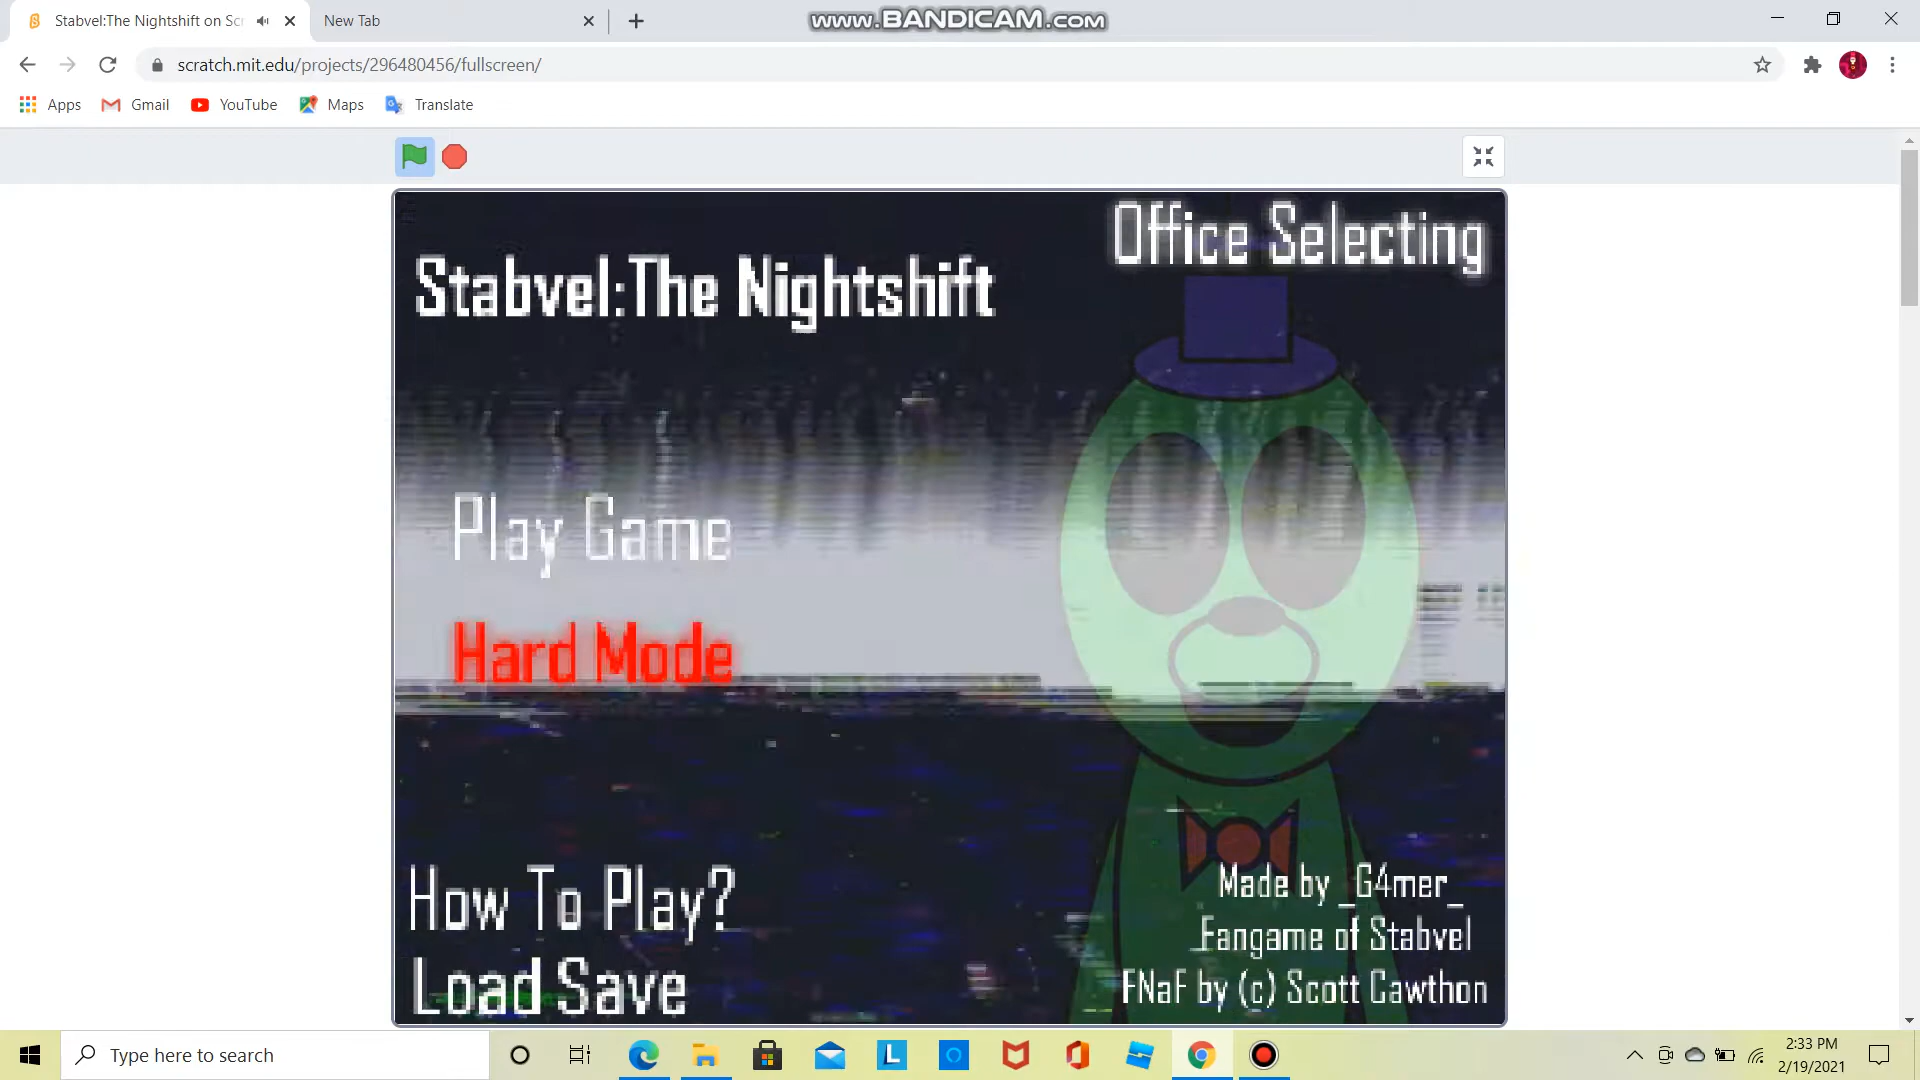 Stabvel:The Nightshift on Scr
New Tab
www.BANDICAM.com
scratch.mit.edu/projects/296480456/fullscreen/
Apps
Gmail
YouTube
Maps
Translate
Office Selecting
Stabvel:The Nightshift
Play Game
Hard Mode
How To Play?
Load Save
Made by _G4mer_
Fangame of Stabvel
FNaF by (c) Scott Cawthon
Type here to search
2:33 PM
2/19/2021